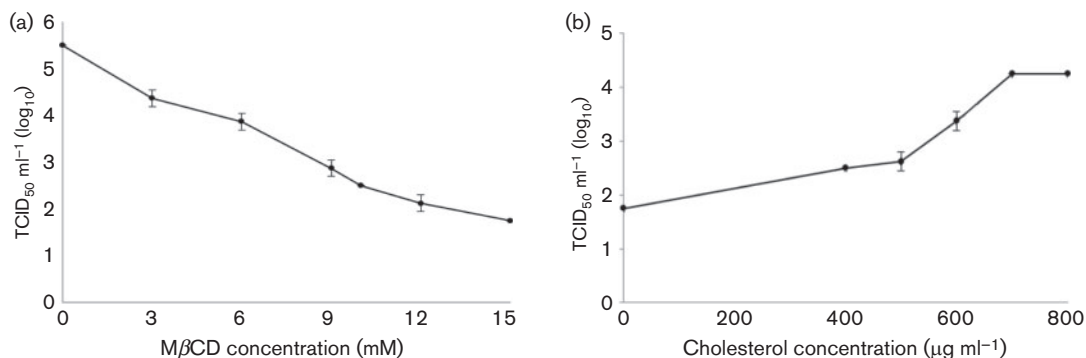 (a)
6
5
4
3
2
1
0
TCID₅₀ ml⁻¹ (log₁₀)
0 3 6 9 12 15
MβCD concentration (mM)
(b)
5
4
3
2
1
0
TCID₅₀ ml⁻¹ (log₁₀)
0 200 400 600 800
Cholesterol concentration (μg ml⁻¹)